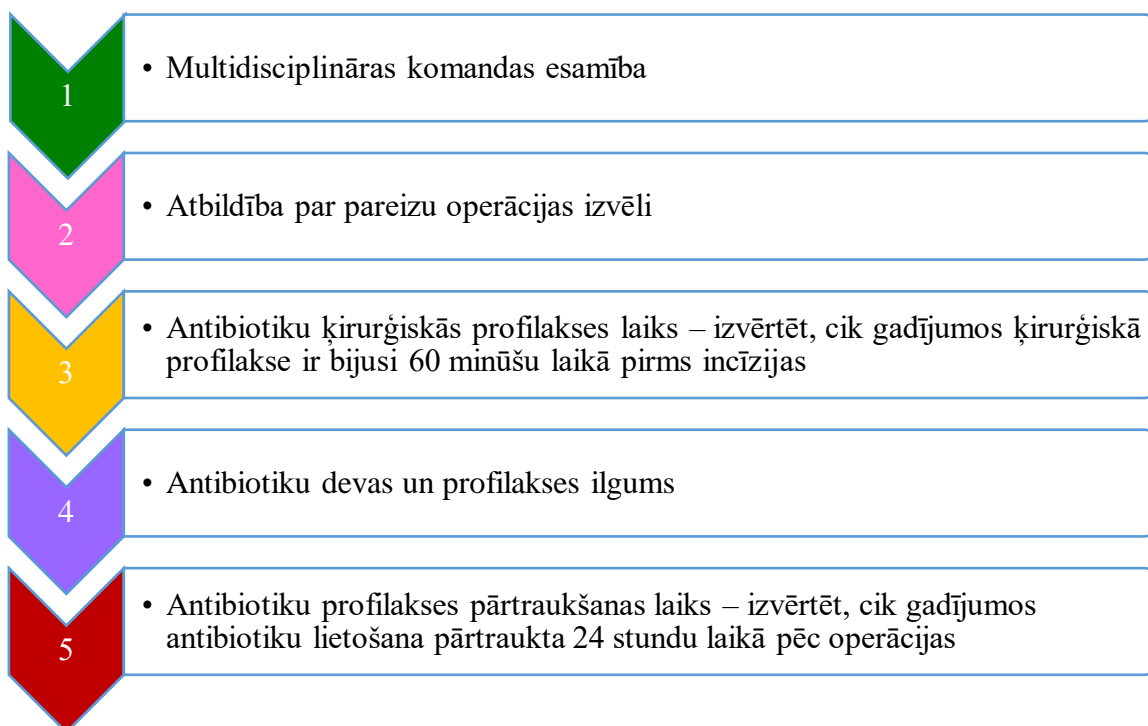 1
• Multidisciplināras komandas esamība
2
• Atbildība par pareizu operācijas izvēli
3
• Antibiotiku ķirurģiskās profilakses laiks – izvērtēt, cik gadījumos ķirurģiskā
profilakse ir bijusi 60 minūšu laikā pirms incīzijas
4
• Antibiotiku devas un profilakses ilgums
5
• Antibiotiku profilakses pārtraukšanas laiks – izvērtēt, cik gadījumos
antibiotiku lietošana pārtraukta 24 stundu laikā pēc operācijas